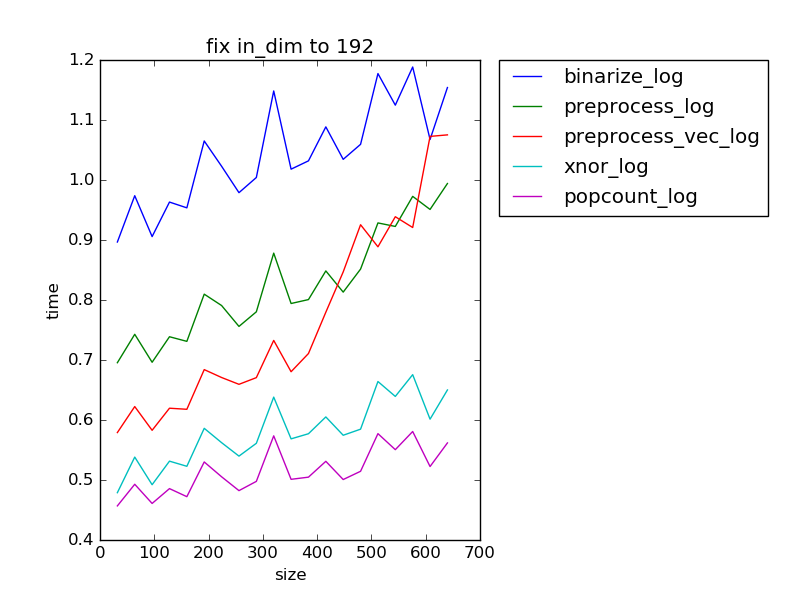 fix in_dim to 192
1.2
1.1
1.0
0.9
0.8
0.7
0.6
0.5
0.4
time
0 100 200 300 400 500 600 700
size
binarize_log
preprocess_log
preprocess_vec_log
xnor_log
popcount_log